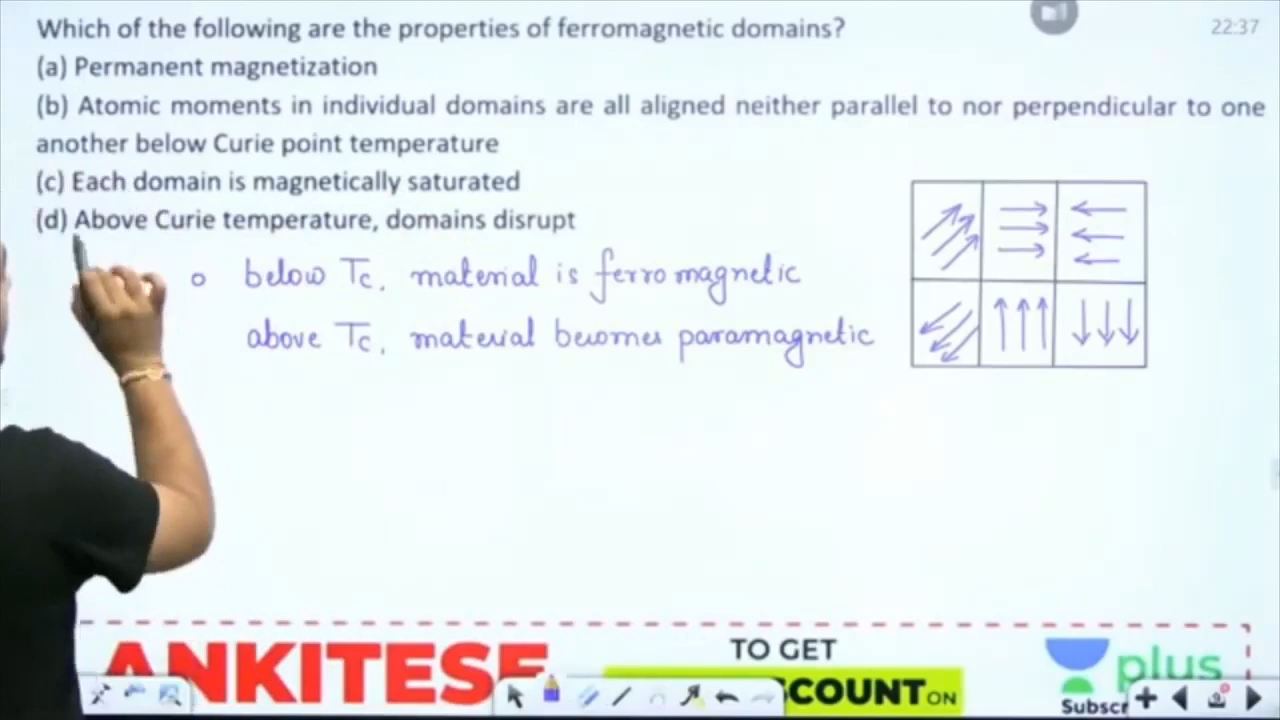 Which of the following are the properties of ferromagnetic domains?
22:37
(a) Permanent magnetization
(b) Atomic moments in individual domains are all aligned neither parallel to nor perpendicular to one
another below Curie point temperature
(c) Each domain is magnetically saturated
(d) Above Curie temperature, domains disrupt
below Tc, material is ferromagnetic
above Tc, material becomes paramagnetic
ANKITESE
TO GET
COUNT ON
plus
Subscr